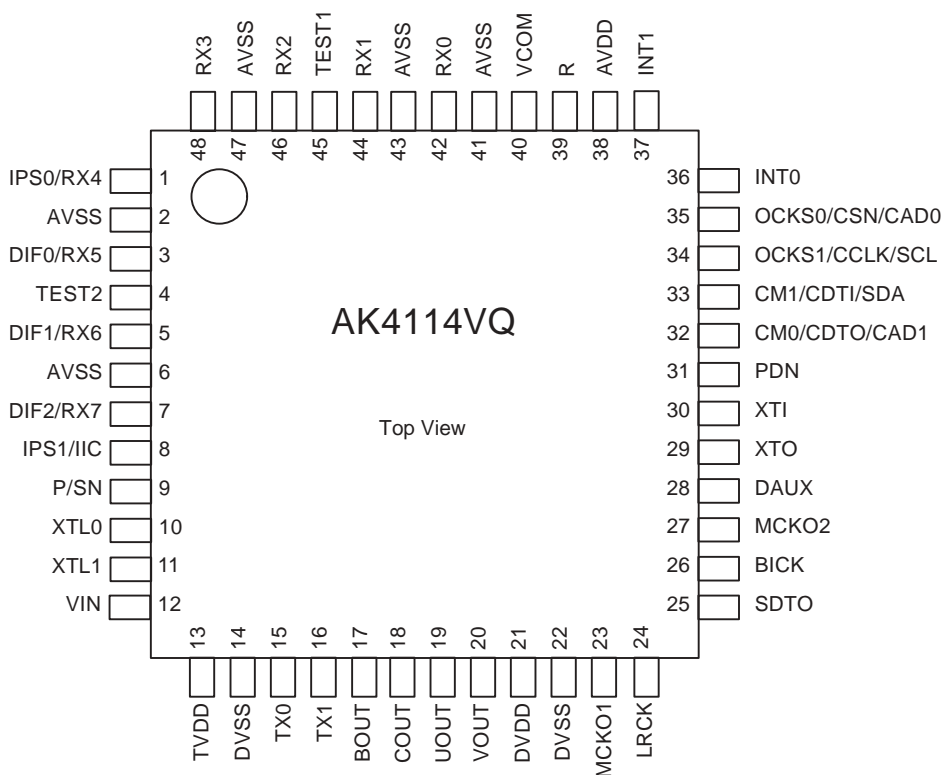 RX3
AVSS
RX2
TEST1
RX1
AVSS
RX0
AVSS
VCOM
R
AVDD
INT1
48
47
46
45
44
43
42
41
40
39
38
37
IPS0/RX4 1
AVSS 2
DIF0/RX5 3
TEST2 4
DIF1/RX6 5
AVSS 6
DIF2/RX7 7
IPS1/IIC 8
P/SN 9
XTL0 10
XTL1 11
VIN 12
AK4114VQ
Top View
36 INT0
35 OCKS0/CSN/CAD0
34 OCKS1/CCLK/SCL
33 CM1/CDTI/SDA
32 CM0/CDTO/CAD1
31 PDN
30 XTI
29 XTO
28 DAUX
27 MCKO2
26 BICK
25 SDTO
13
14
15
16
17
18
19
20
21
22
23
24
TVDD
DVSS
TX0
TX1
BOUT
COUT
UOUT
VOUT
DVDD
DVSS
MCKO1
LRCK